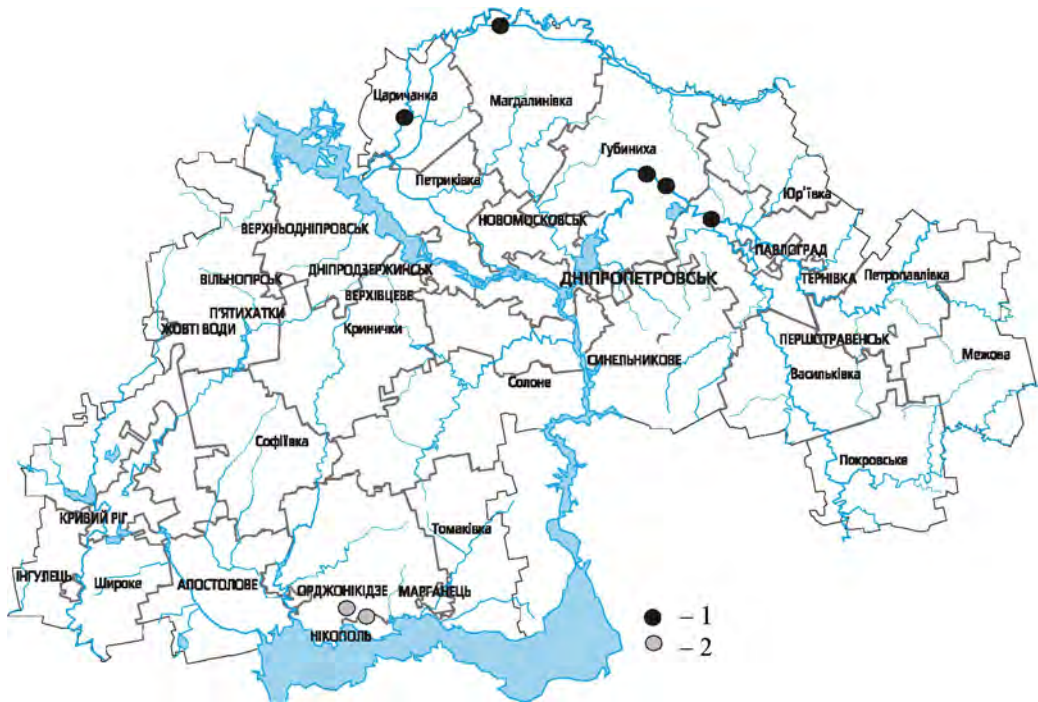 Царичанка
Магдалинівка
Губиниха
Петриківка
Юр'ївка
НОВОМОСКОВСЬК
ВЕРХНЬОДНІПРОВСЬК
ПАВЛОГРАД
ДНІПРОДЗЕРЖИНСЬК
ДНІПРОПЕТРОВСЬК
ТЕРНІВКА
Петропавлівка
ВІЛЬНОГІРСЬК
ВЕРХІВЦЕВЕ
П'ЯТИХАТКИ
ЖОВТІ ВОДИ
Кринички
ПЕРШОТРАВЕНСЬК
Межова
СИНЕЛЬНИКОВЕ
Васильківка
Солоне
Софіївка
Покровське
КРИВИЙ РІГ
Томаківка
ІНГУЛЕЦЬ
Широке
АПОСТОЛОВЕ
ОРДЖОНІКІДЗЕ
МАРГАНЕЦЬ
НІКОПОЛЬ
– 1
– 2